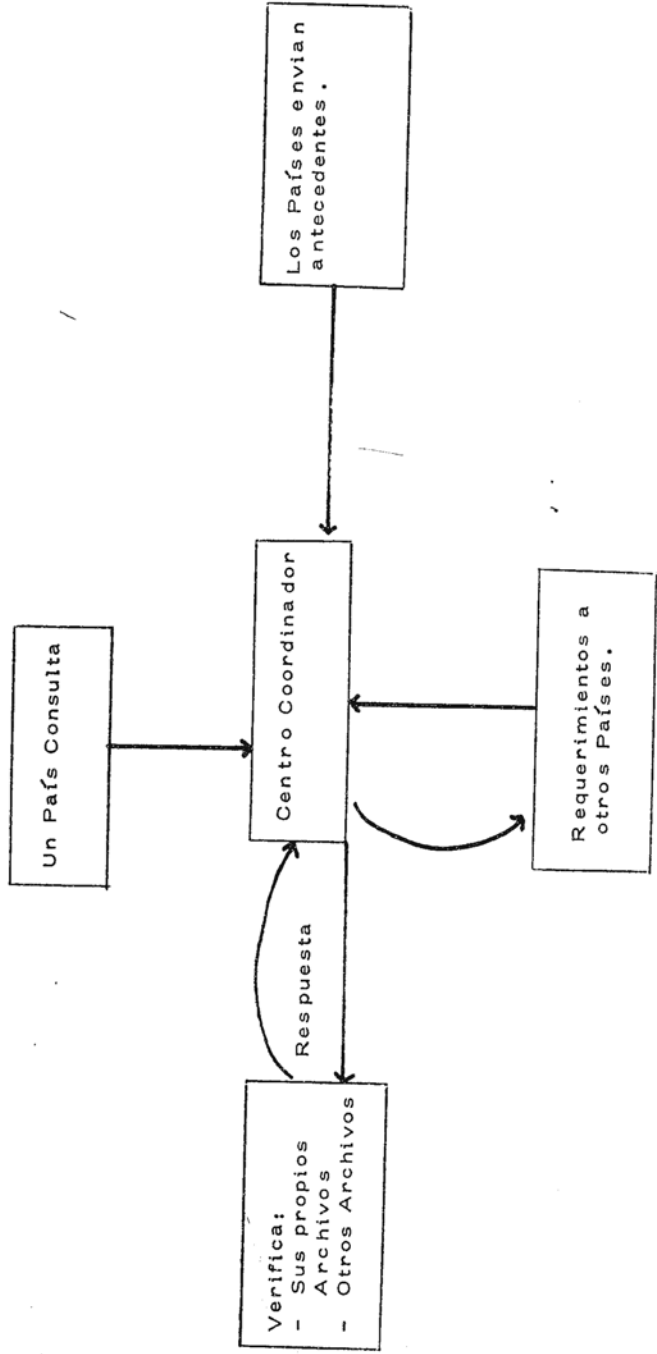 Un País Consulta
Verifica:
- Sus propios
Archivos
- Otros Archivos
Respuesta
Centro Coordinador
Los Países envian
antecedentes.
Requerimientos a
otros Países.